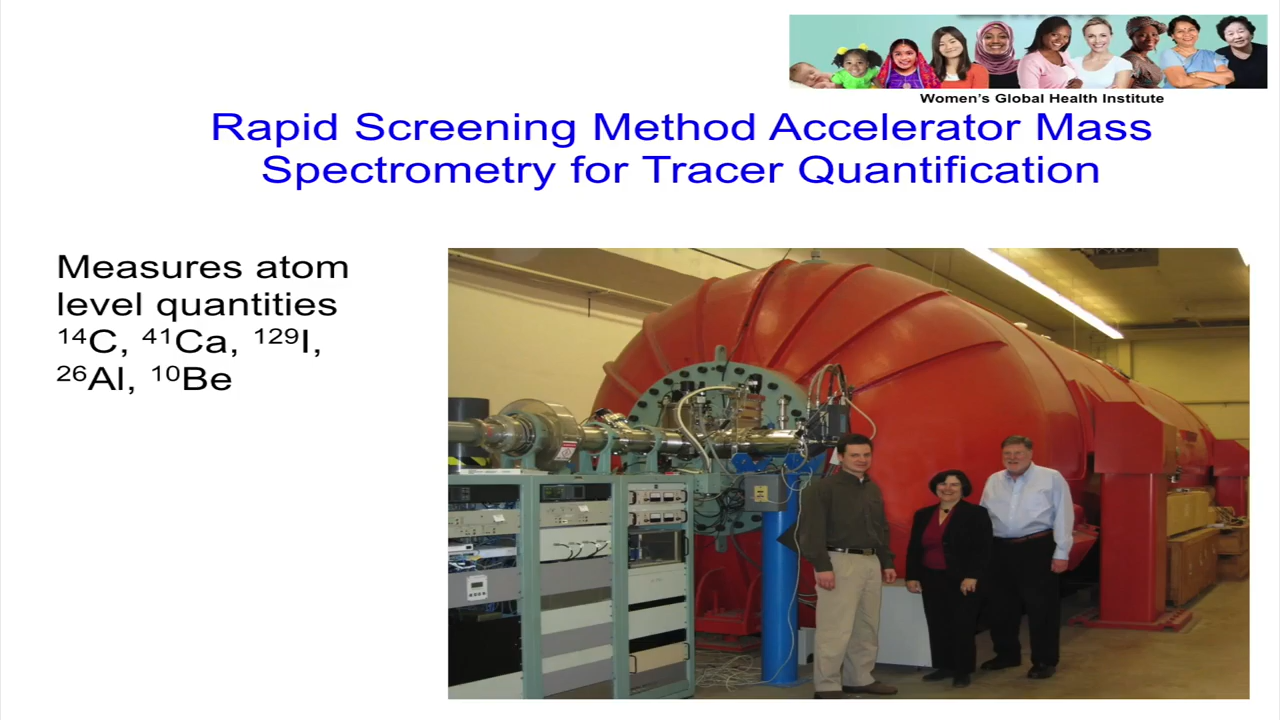 Women's Global Health Institute
Rapid Screening Method Accelerator Mass
Spectrometry for Tracer Quantification
Measures atom
level quantities
¹⁴C, ⁴¹Ca, ¹²⁹I,
²⁶Al, ¹⁰Be